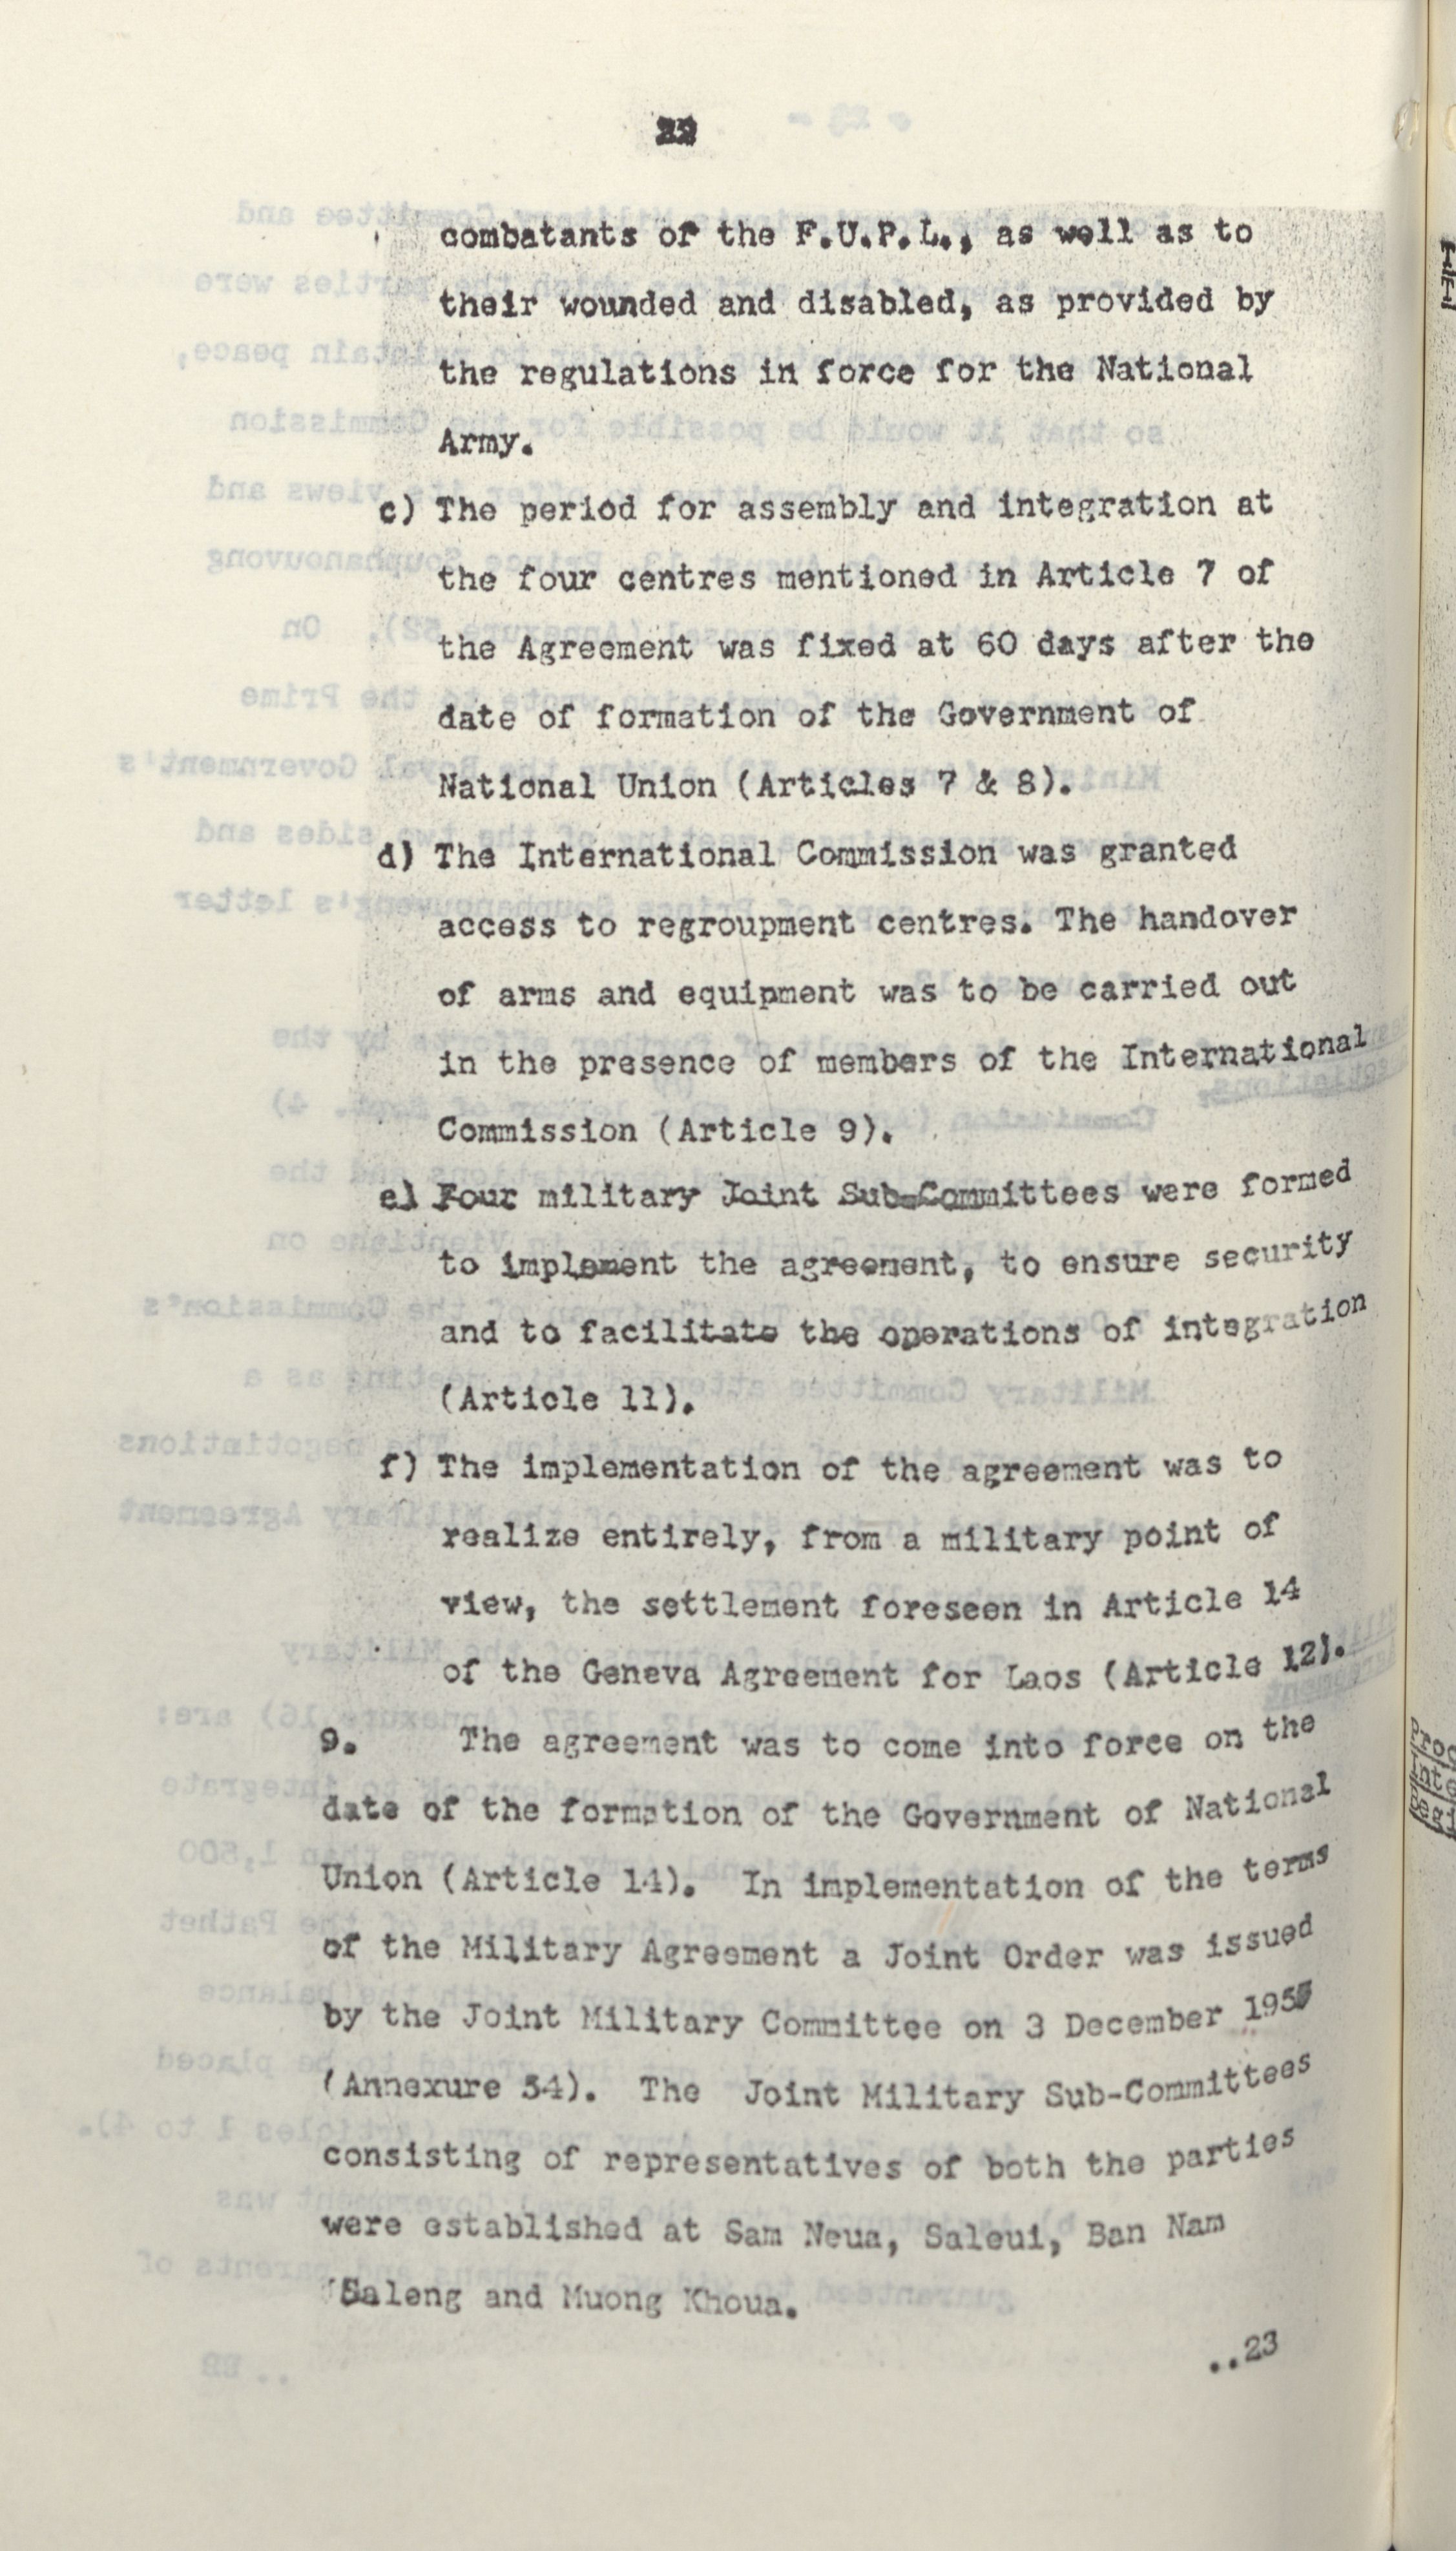 22
combatants of the F.U.P.L., as well as to
their wounded and disabled, as provided by
the regulations in force for the National
Army.
c) The period for assembly and integration at
the four centres mentioned in Article 7 of
the Agreement was fixed at 60 days after the
date of formation of the Government of
National Union (Articles 7 & 8).
d) The International Commission was granted
access to regroupment centres. The handover
of arms and equipment was to be carried out
in the presence of members of the International
Commission (Article 9).
e) Four military Joint Sub-Committees were formed
to implement the agreement, to ensure security
and to facilitate the operations of integration
(Article 11).
f) The implementation of the agreement was to
realize entirely, from a military point of
view, the settlement foreseen in Article 14
of the Geneva Agreement for Laos (Article 12).
9. The agreement was to come into force on the
date of the formation of the Government of National
Union (Article 14). In implementation of the terms
of the Military Agreement a Joint Order was issued
by the Joint Military Committee on 3 December 1957
(Annexure 54). The Joint Military Sub-Committees
consisting of representatives of both the parties
were established at Sam Neua, Saleui, Ban Nam
Saleng and Muong Khoua.
..23